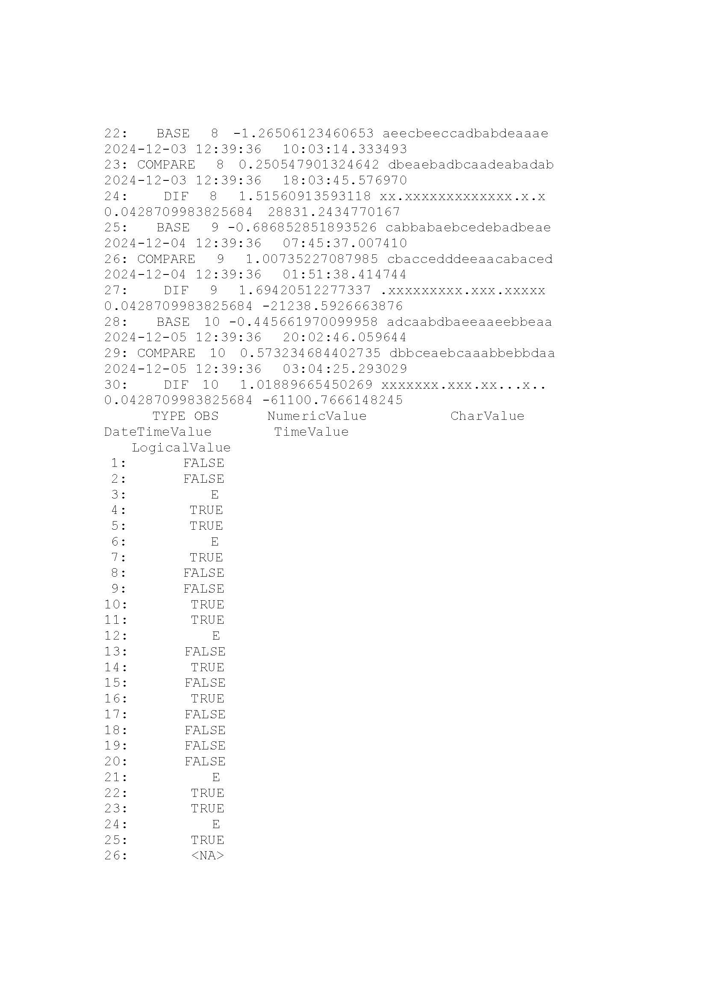 22:    BASE   8  -1.26506123460653 aeecbeeccadbabdeaaae
2024-12-03 12:39:36   10:03:14.333493
23: COMPARE   8  0.250547901324642 dbeaebadbcaadeabadab
2024-12-03 12:39:36   18:03:45.576970
24:     DIF   8   1.51560913593118 xx.xxxxxxxxxxxxx.x.x
0.0428709983825684  28831.2434770167
25:    BASE   9 -0.686852851893526 cabbabaebcedebadbeae
2024-12-04 12:39:36   07:45:37.007410
26: COMPARE   9   1.00735227087985 cbaccedddeeaacabaced
2024-12-04 12:39:36   01:51:38.414744
27:     DIF   9   1.69420512277337 .xxxxxxxxx.xxx.xxxxx
0.0428709983825684 -21238.5926663876
28:    BASE  10 -0.445661970099958 adcaabdbaeeaaeebbeaa
2024-12-05 12:39:36   20:02:46.059644
29: COMPARE  10  0.573234684402735 dbbceaebcaaabbebbdaa
2024-12-05 12:39:36   03:04:25.293029
30:     DIF  10   1.01889665450269 xxxxxxx.xxx.xx...x..
0.0428709983825684 -61100.7666148245
       TYPE OBS       NumericValue            CharValue
DateTimeValue         TimeValue
    LogicalValue
 1:        FALSE
 2:        FALSE
 3:            E
 4:         TRUE
 5:         TRUE
 6:            E
 7:         TRUE
 8:        FALSE
 9:        FALSE
10:         TRUE
11:         TRUE
12:            E
13:        FALSE
14:         TRUE
15:        FALSE
16:         TRUE
17:        FALSE
18:        FALSE
19:        FALSE
20:        FALSE
21:            E
22:         TRUE
23:         TRUE
24:            E
25:         TRUE
26:         <NA>